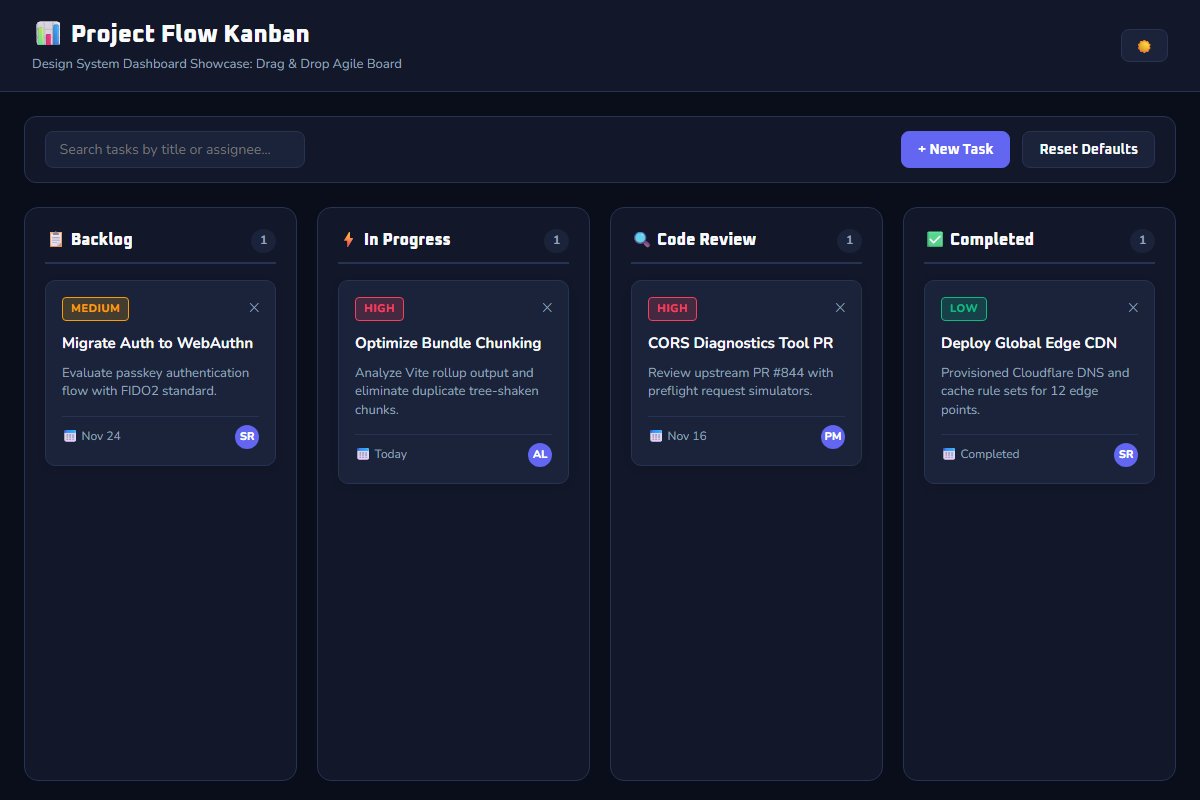 Project Flow Kanban
Design System Dashboard Showcase: Drag & Drop Agile Board
Search tasks by title or assignee...
+ New Task
Reset Defaults
Backlog
1
MEDIUM
×
Migrate Auth to WebAuthn
Evaluate passkey authentication
flow with FIDO2 standard.
Nov 24
SR
In Progress
1
HIGH
×
Optimize Bundle Chunking
Analyze Vite rollup output and
eliminate duplicate tree-shaken
chunks.
Today
AL
Code Review
1
HIGH
×
CORS Diagnostics Tool PR
Review upstream PR #844 with
preflight request simulators.
Nov 16
PM
Completed
1
LOW
×
Deploy Global Edge CDN
Provisioned Cloudflare DNS and
cache rule sets for 12 edge
points.
Completed
SR